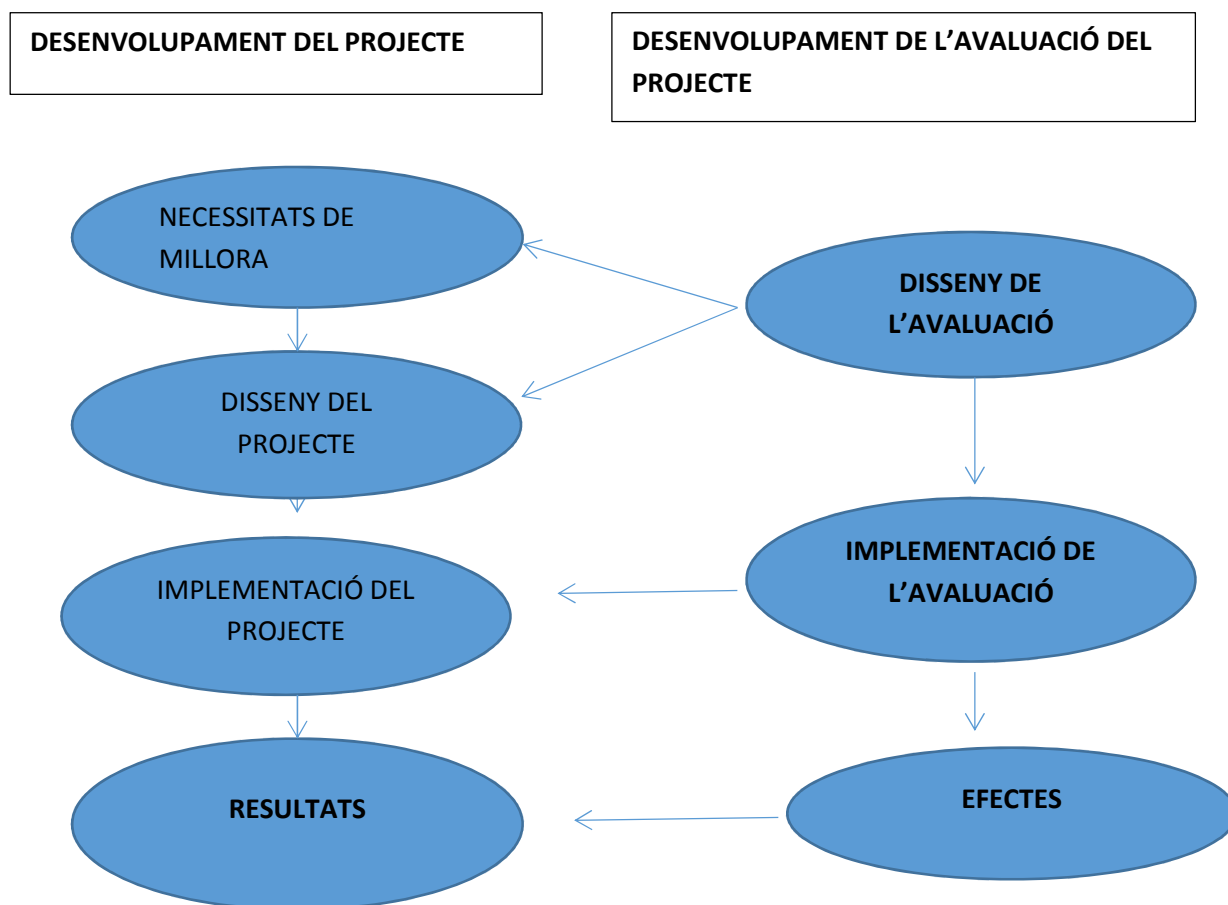 DESENVOLUPAMENT DEL PROJECTE
DESENVOLUPAMENT DE L’AVALUACIÓ DEL
PROJECTE
NECESSITATS DE
MILLORA
DISSENY DE
L’AVALUACIÓ
DISSENY DEL
PROJECTE
IMPLEMENTACIÓ DE
L’AVALUACIÓ
IMPLEMENTACIÓ DEL
PROJECTE
RESULTATS
EFECTES